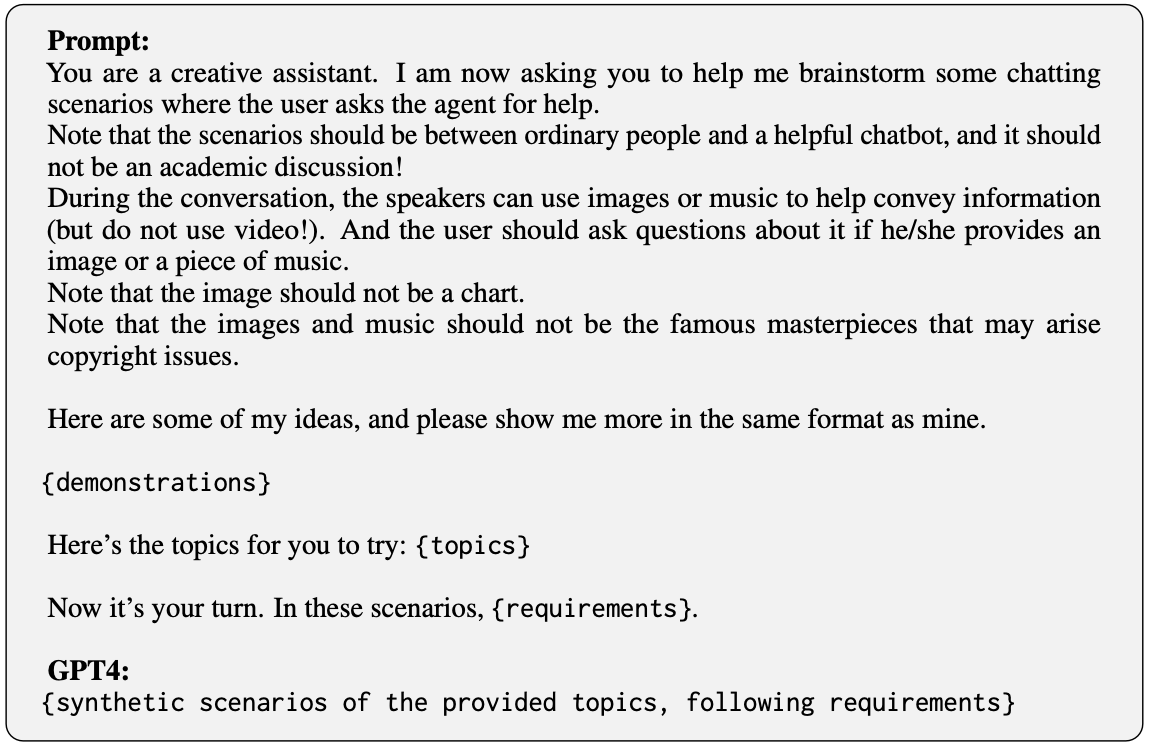 Prompt:
You are a creative assistant. I am now asking you to help me brainstorm some chatting
scenarios where the user asks the agent for help.
Note that the scenarios should be between ordinary people and a helpful chatbot, and it should
not be an academic discussion!
During the conversation, the speakers can use images or music to help convey information
(but do not use video!). And the user should ask questions about it if he/she provides an
image or a piece of music.
Note that the image should not be a chart.
Note that the images and music should not be the famous masterpieces that may arise
copyright issues.
Here are some of my ideas, and please show me more in the same format as mine.
{demonstrations}
Here's the topics for you to try: {topics}
Now it's your turn. In these scenarios, {requirements}.
GPT4:
{synthetic scenarios of the provided topics, following requirements}